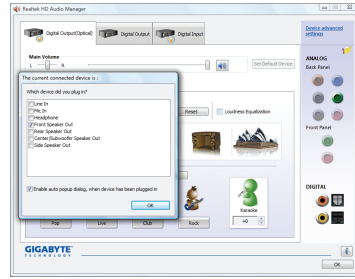 Realtek HD Audio Manager
Digital Output(Optical)
Digital Output
Digital Input
Device advanced settings
Main Volume
L
R
Set Default Device
ANALOG
Back Panel
The current connected device is :
Which device did you plug in?
Line In
Mic In
Headphone
Front Speaker Out
Rear Speaker Out
Center/Subwoofer Speaker Out
Side Speaker Out
Enable auto popup dialog, when device has been plugged in
OK
Reset
Loudness Equalization
Front Panel
Karaoke
+0
Pop
Live
Club
Rock
DIGITAL
GIGABYTE
TECHNOLOGY
OK